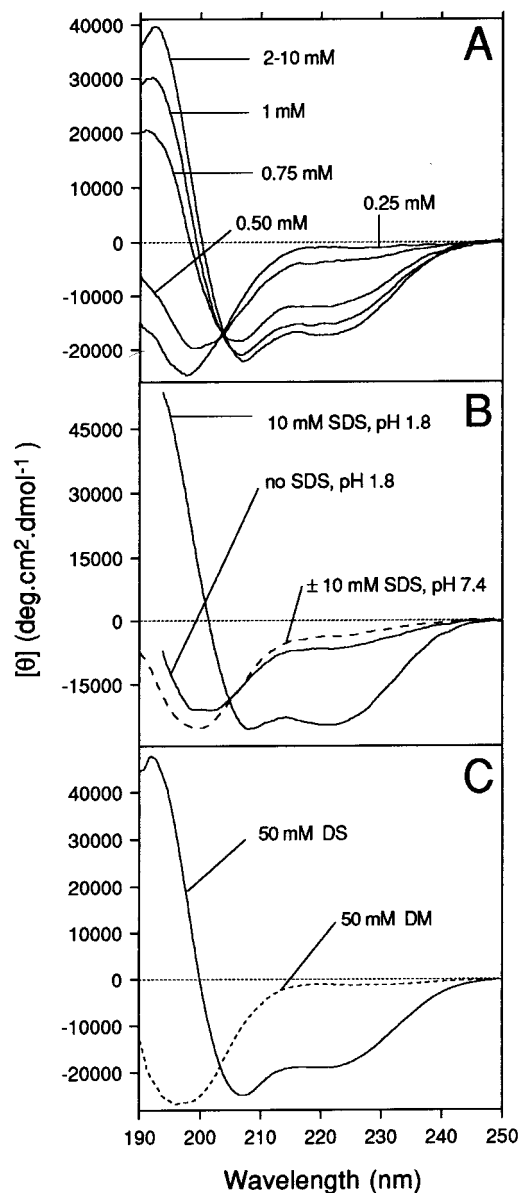 A
40000
2-10 mM
30000
1 mM
20000
0.75 mM
10000
0.50 mM
0.25 mM
0
-10000
-20000
B
45000
10 mM SDS, pH 1.8
30000
no SDS, pH 1.8
15000
± 10 mM SDS, pH 7.4
0
-15000
[θ] (deg.cm2.dmol-1)
C
40000
50 mM DS
30000
20000
50 mM DM
10000
0
-10000
-20000
190 200 210 220 230 240 250
Wavelength (nm)